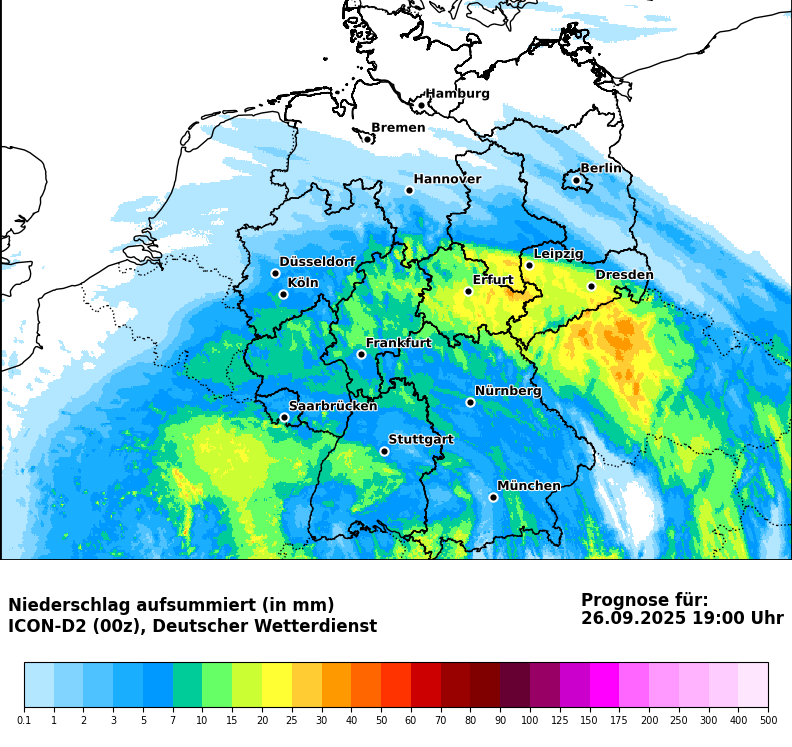 Hamburg
Bremen
Berlin
Hannover
Leipzig
Düsseldorf
Dresden
Erfurt
Köln
Frankfurt
Nürnberg
Saarbrücken
Stuttgart
München
Niederschlag aufsummiert (in mm)
ICON-D2 (00z), Deutscher Wetterdienst
Prognose für:
26.09.2025 19:00 Uhr
0.1 1 2 3 5 7 10 15 20 25 30 40 50 60 70 80 90 100 125 150 175 200 250 300 400 500